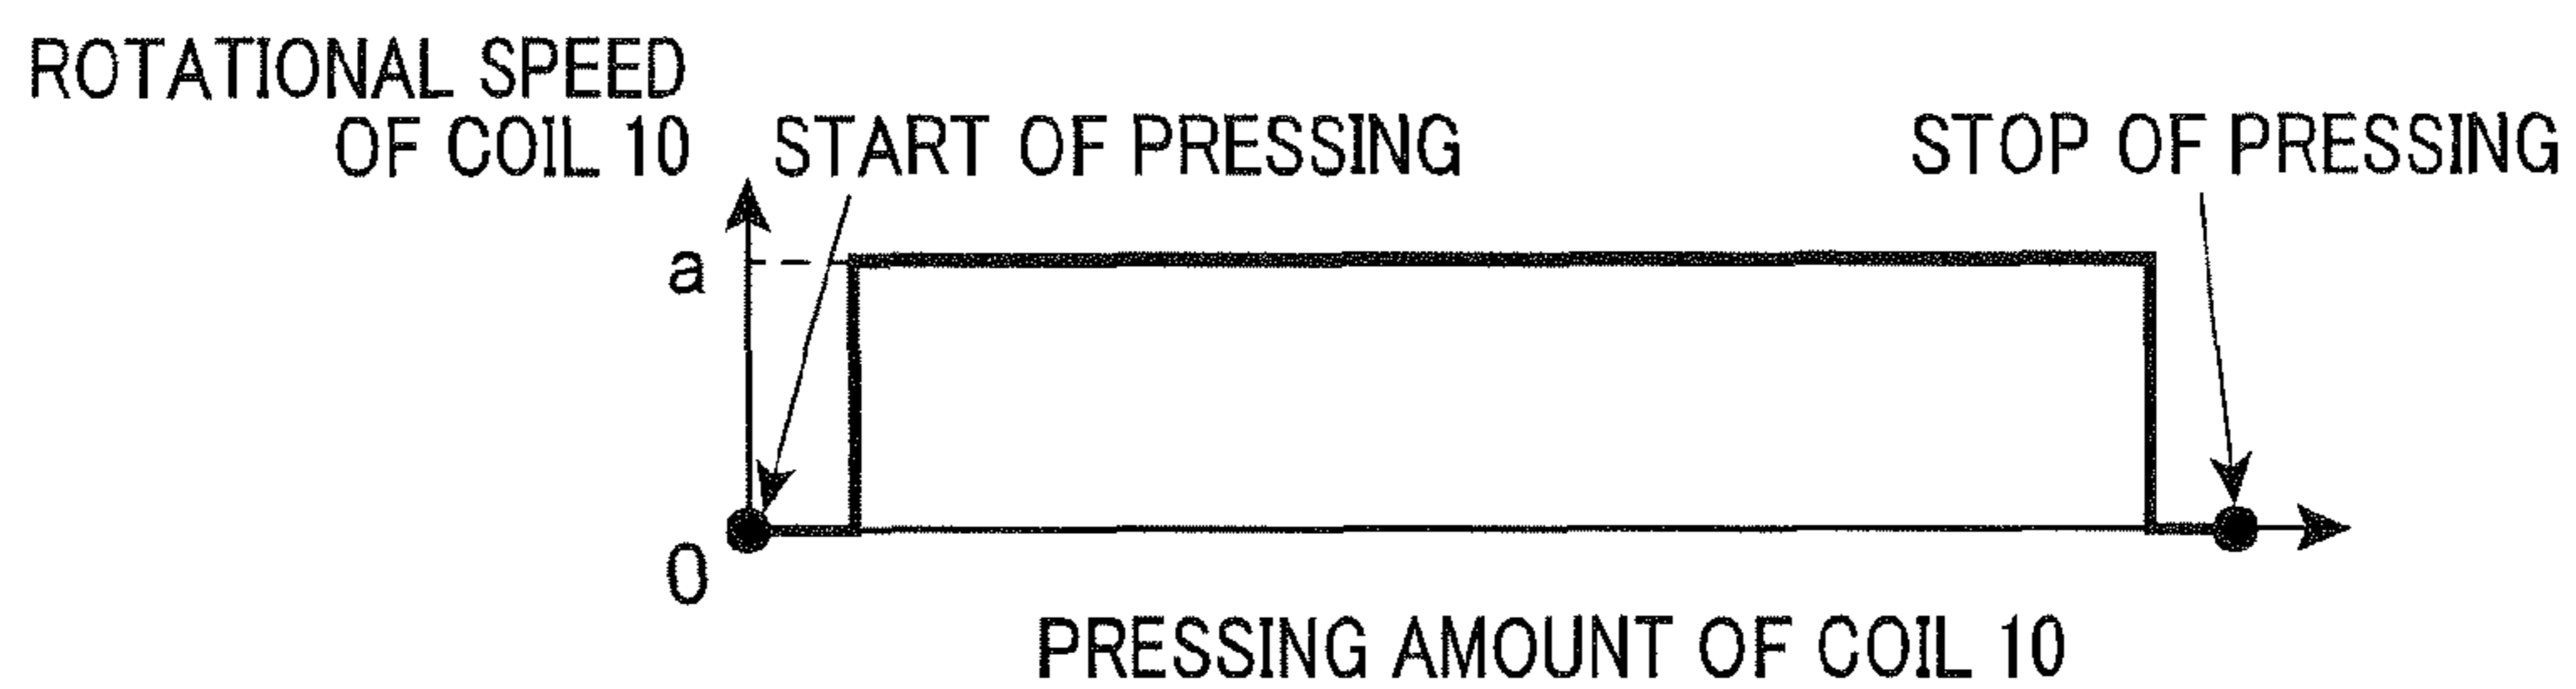 ROTATIONAL SPEED
OF COIL 10
START OF PRESSING
STOP OF PRESSING
a
0
PRESSING AMOUNT OF COIL 10